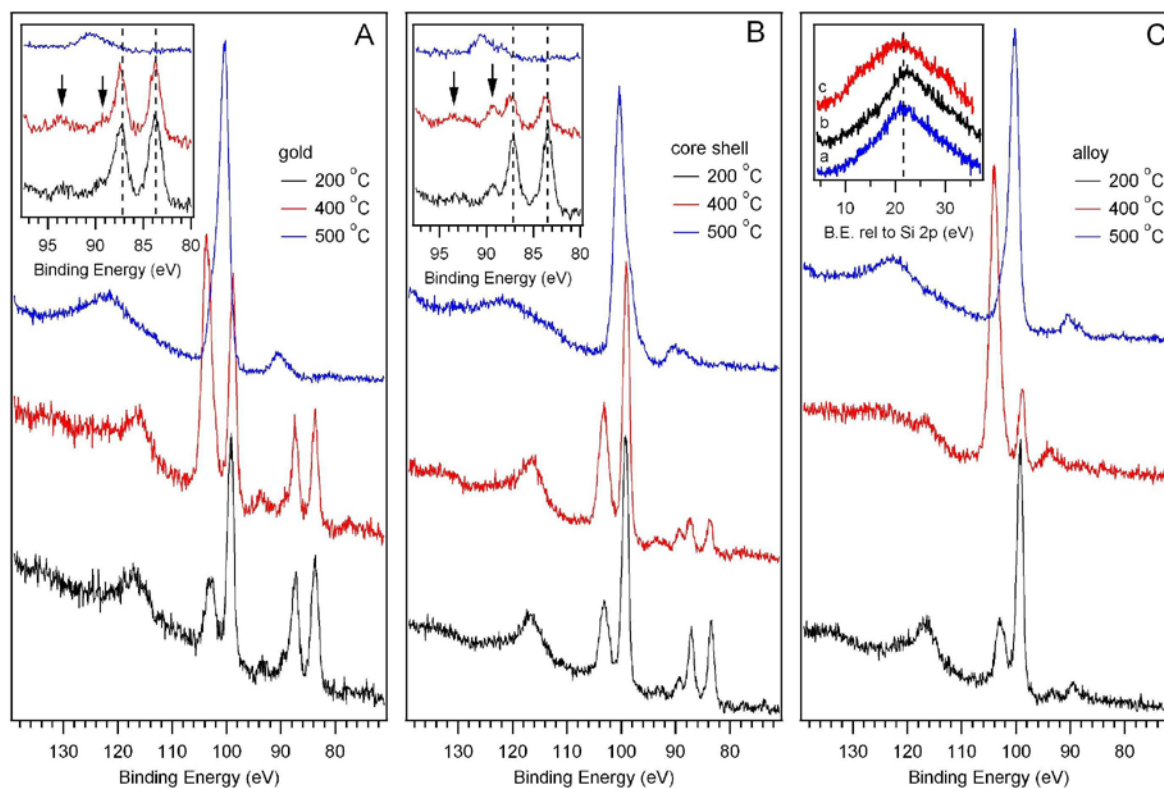 A
gold
200 °C
400 °C
500 °C
95
90
85
80
Binding Energy (eV)
130
120
110
100
90
80
Binding Energy (eV)
B
core shell
200 °C
400 °C
500 °C
95
90
85
80
Binding Energy (eV)
130
120
110
100
90
80
Binding Energy (eV)
C
c
b
a
10
20
30
B.E. rel to Si 2p (eV)
alloy
200 °C
400 °C
500 °C
130
120
110
100
90
80
Binding Energy (eV)